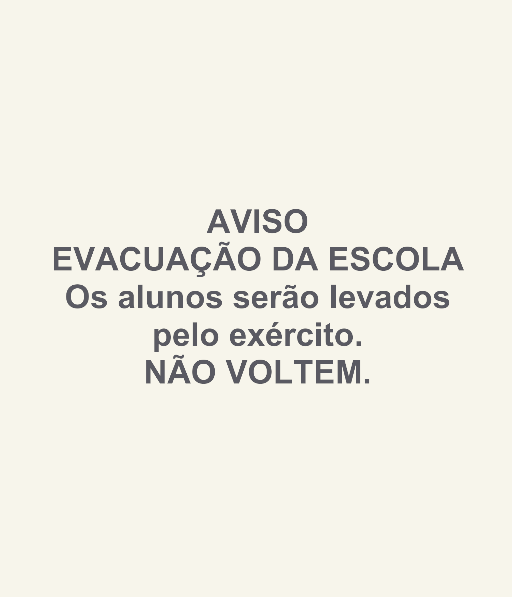 AVISO
EVACUAÇÃO DA ESCOLA
Os alunos serão levados
pelo exército.
NÃO VOLTEM.